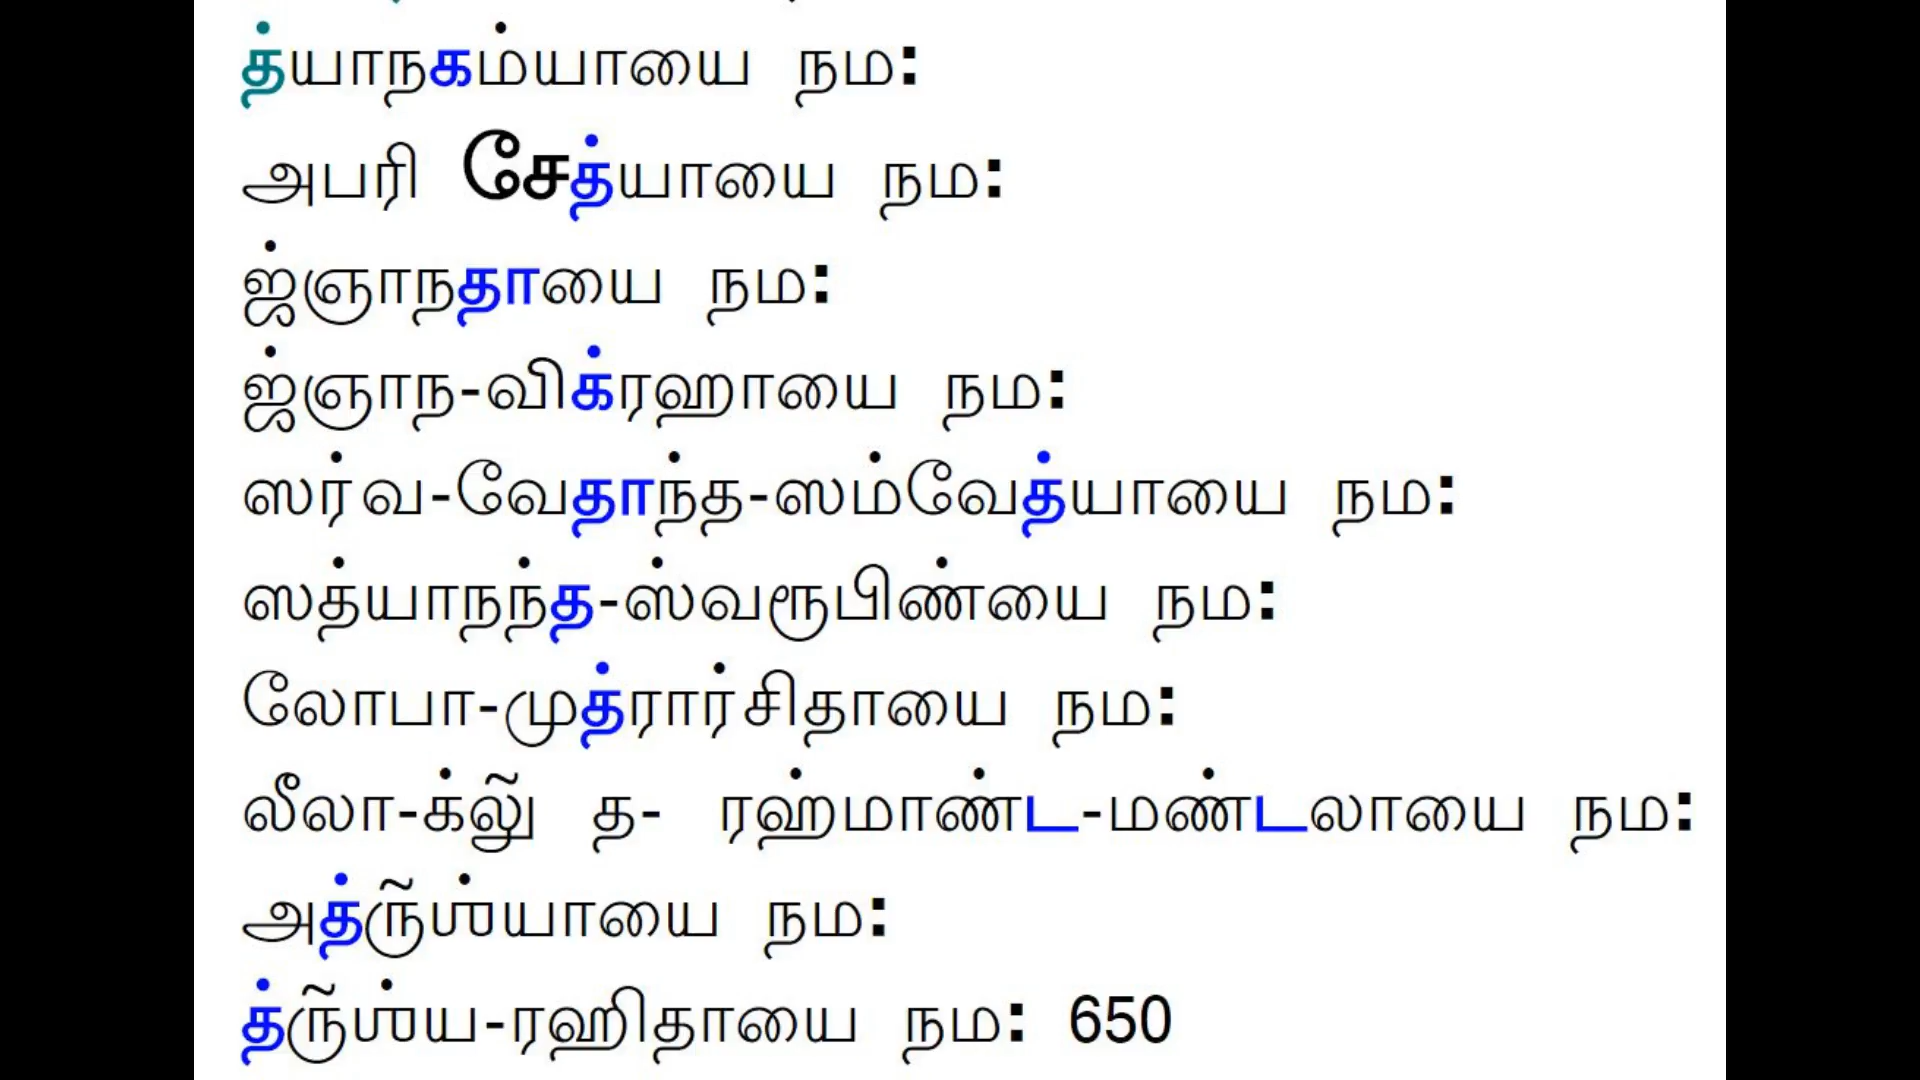 த்யாநகம்யாயை நம:
அபரி சேத்யாயை நம:
ஜ்ஞாநதாயை நம:
ஜ்ஞாந-விக்ரஹாயை நம:
ஸர்வ-வேதாந்த-ஸம்வேத்யாயை நம:
ஸத்யாநந்த-ஸ்வரூபிண்யை நம:
லோபா-முத்ரார்சிதாயை நம:
லீலா-க்லு̃ த- ரஹ்மாண்ட-மண்டலாயை நம:
அத்ரு̃ஶ்யாயை நம:
த்ரு̃ஶ்ய-ரஹிதாயை நம: 650